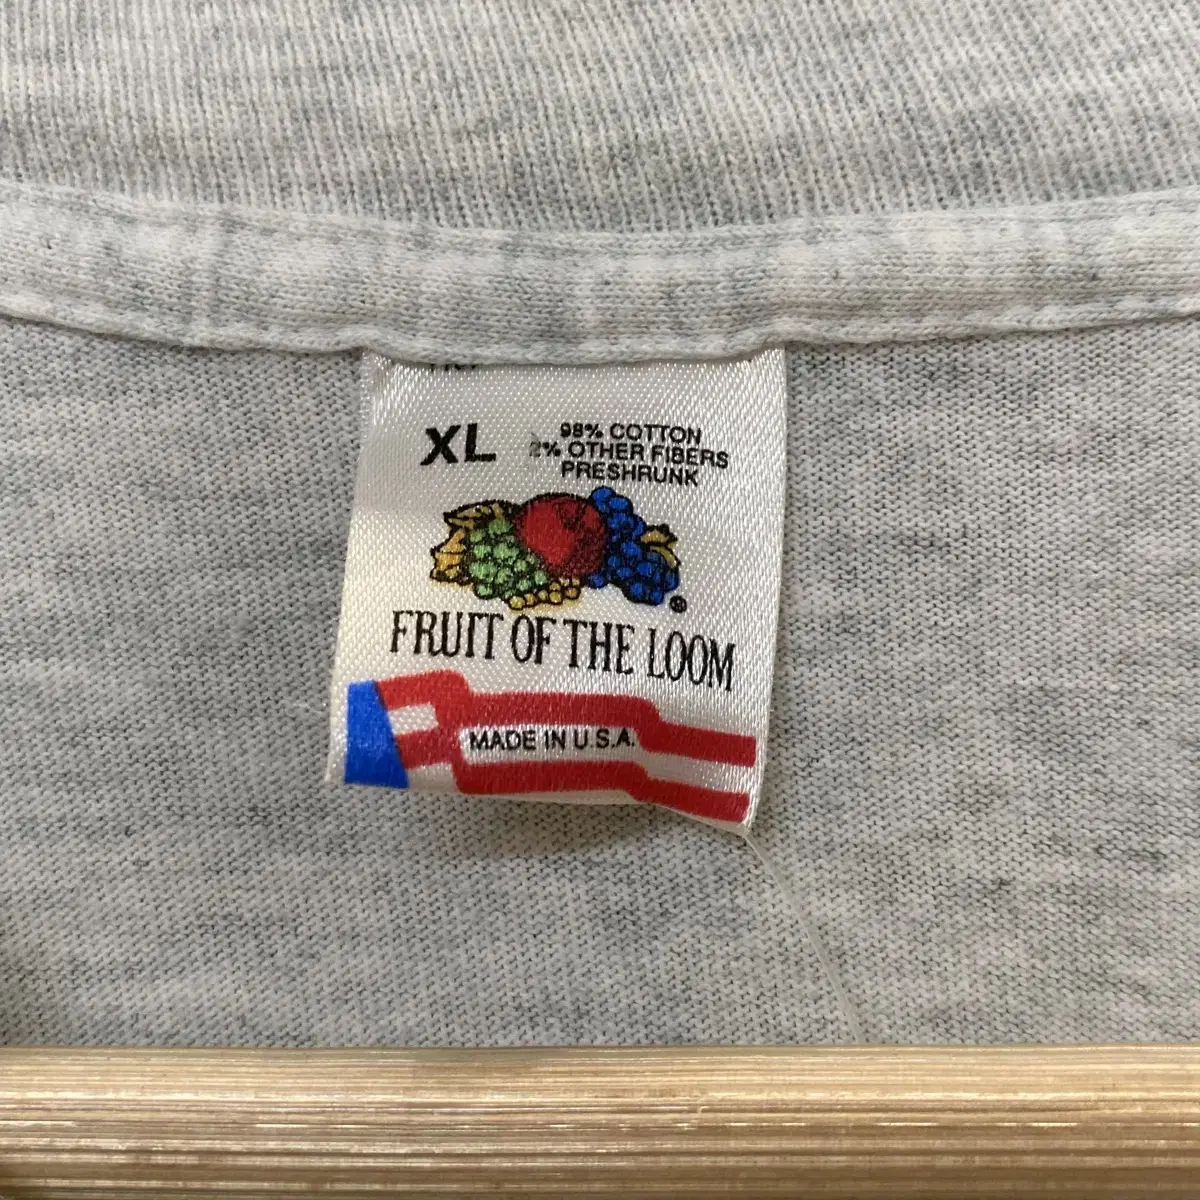 XL
98% COTTON
2% OTHER FIBERS
PRESHRUNK
®
FRUIT OF THE LOOM
MADE IN U.S.A.